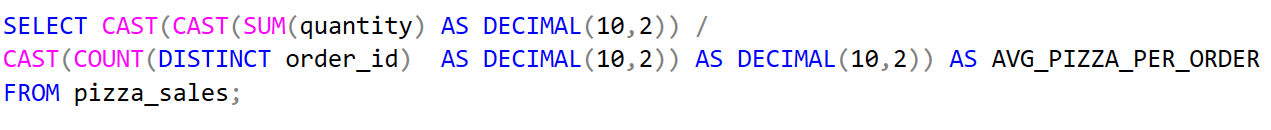 SELECT CAST(CAST(SUM(quantity) AS DECIMAL(10,2)) /
CAST(COUNT(DISTINCT order_id)  AS DECIMAL(10,2)) AS DECIMAL(10,2)) AS AVG_PIZZA_PER_ORDER
FROM pizza_sales;